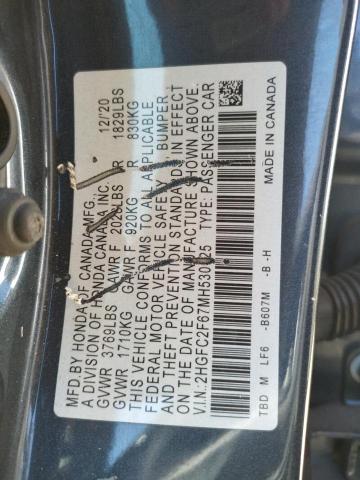 MFD.BY HONDA OF CANADA MFG. 12/'20
A DIVISION OF HONDA CANADA, INC.
GVWR 3769LBS GAWR F LBS R 1829LBS
GVWR 1710KG GAWR F 920KG R 830KG
THIS VEHICLE CONFORMS TO ALL APPLICABLE
FEDERAL MOTOR VEHICLE SAFETY BUMPER,
AND THEFT PREVENTION STANDARDS IN EFFECT
ON THE DATE OF MANUFACTURE SHOWN ABOVE.
V.I.N.: TYPE: PASSENGER CAR
TBD M LF6 -B607M -B -H MADE IN CANADA